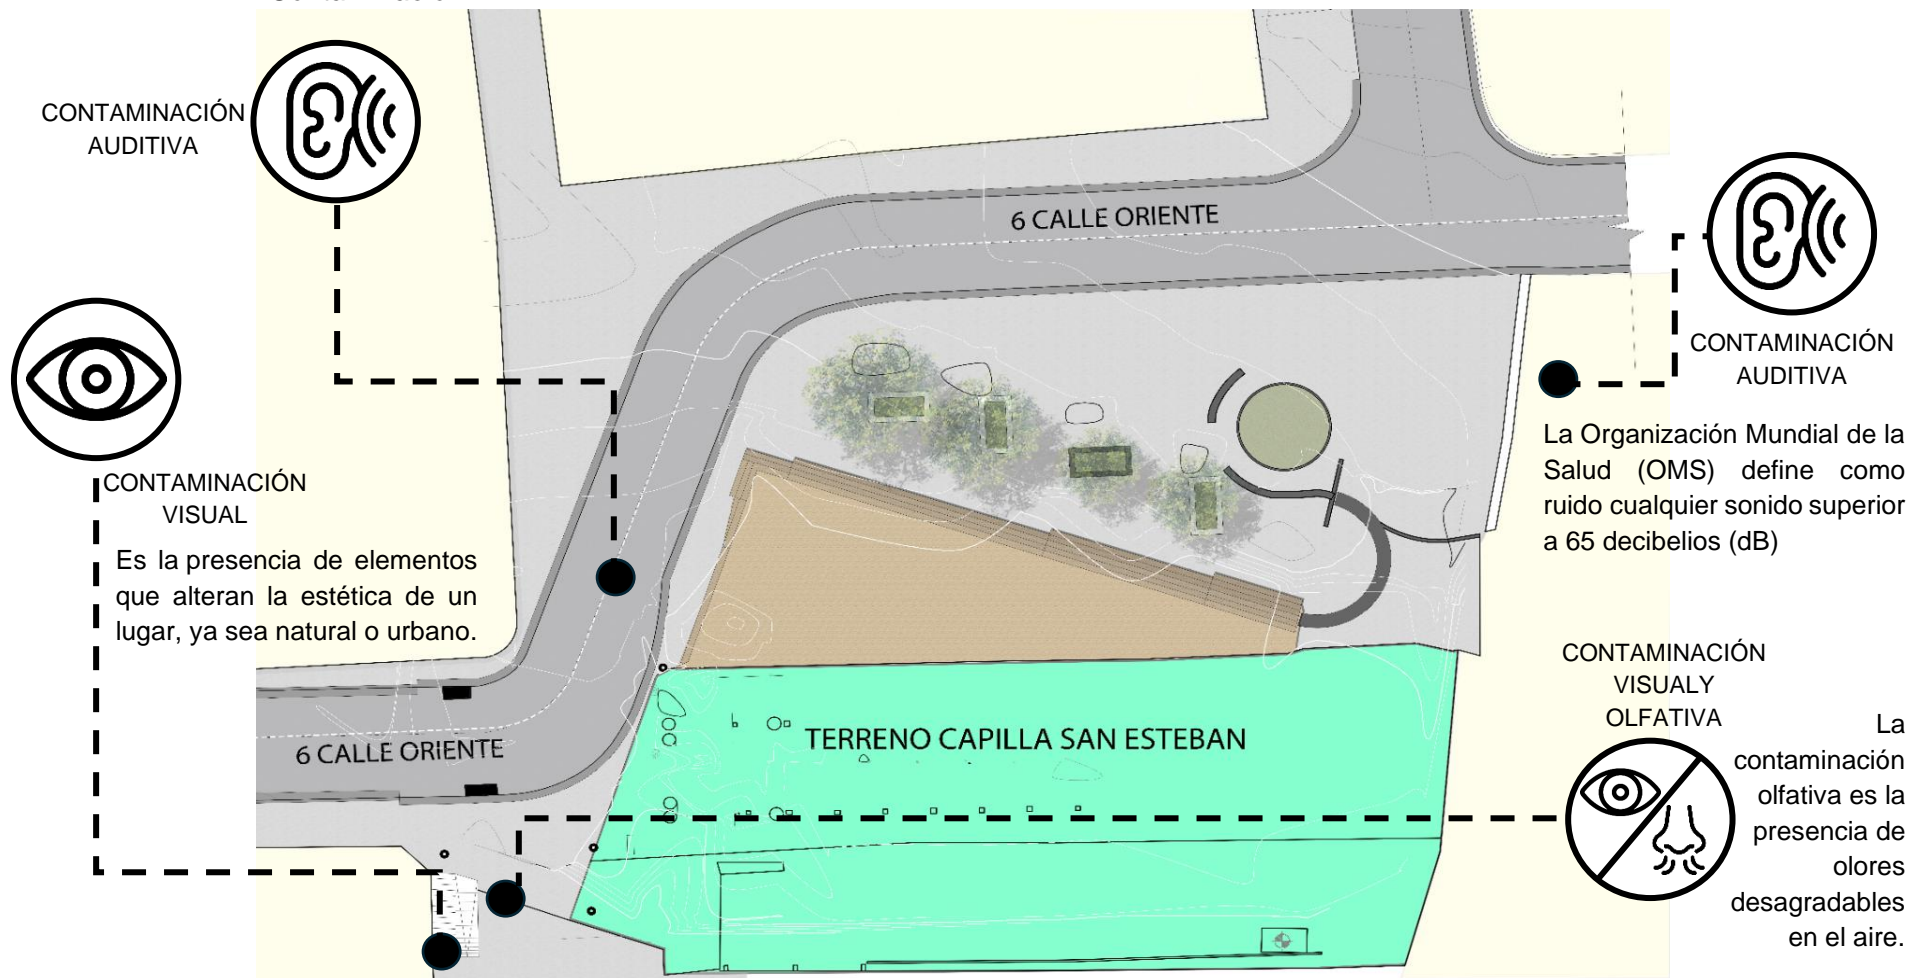 CONTAMINACIÓN
AUDITIVA
6 CALLE ORIENTE
CONTAMINACIÓN
AUDITIVA
La Organización Mundial de la
Salud (OMS) define como
ruido cualquier sonido superior
a 65 decibelios (dB)
CONTAMINACIÓN
VISUAL
Es la presencia de elementos
que alteran la estética de un
lugar, ya sea natural o urbano.
6 CALLE ORIENTE
TERRENO CAPILLA SAN ESTEBAN
CONTAMINACIÓN
VISUALY
OLFATIVA
La
contaminación
olfativa es la
presencia de
olores
desagradables
en el aire.